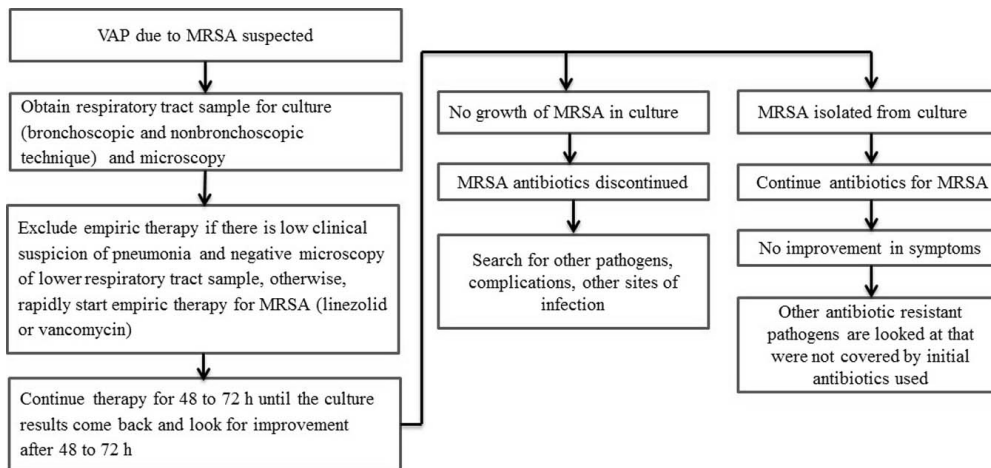 VAP due to MRSA suspected
Obtain respiratory tract sample for culture
(bronchoscopic and nonbronchoscopic
technique) and microscopy
Exclude empiric therapy if there is low clinical
suspicion of pneumonia and negative microscopy
of lower respiratory tract sample, otherwise,
rapidly start empiric therapy for MRSA (linezolid
or vancomycin)
Continue therapy for 48 to 72 h until the culture
results come back and look for improvement
after 48 to 72 h
No growth of MRSA in culture
MRSA antibiotics discontinued
Search for other pathogens,
complications, other sites of
infection
MRSA isolated from culture
Continue antibiotics for MRSA
No improvement in symptoms
Other antibiotic resistant
pathogens are looked at that
were not covered by initial
antibiotics used